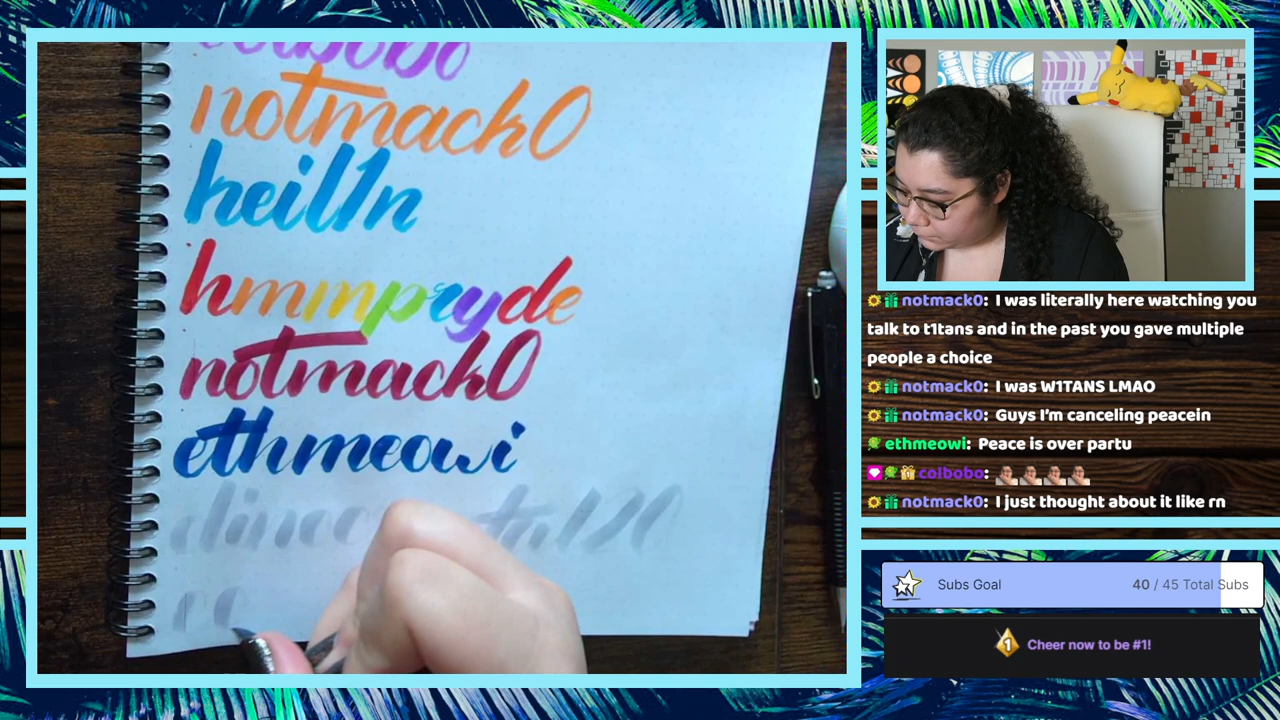 colbobo
notmack0
heil1n
hmmpryde
notmack0
ethmeowi
notmack0: I was literally here watching you
talk to t1tans and in the past you gave multiple
people a choice
notmack0: I was W1TANS LMAO
notmack0: Guys I'm canceling peacein
ethmeowi: Peace is over partu
colbobo:
notmack0: I just thought about it like rn
Subs Goal 40 / 45 Total Subs
1 Cheer now to be #1!